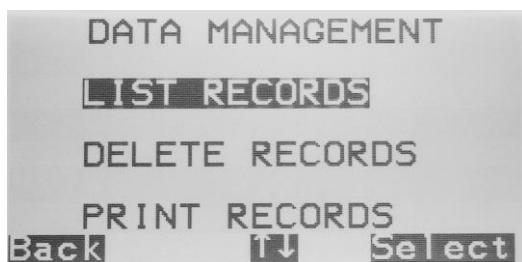 DATA MANAGEMENT
LIST RECORDS
DELETE RECORDS
PRINT RECORDS
Back ↑↓ Select